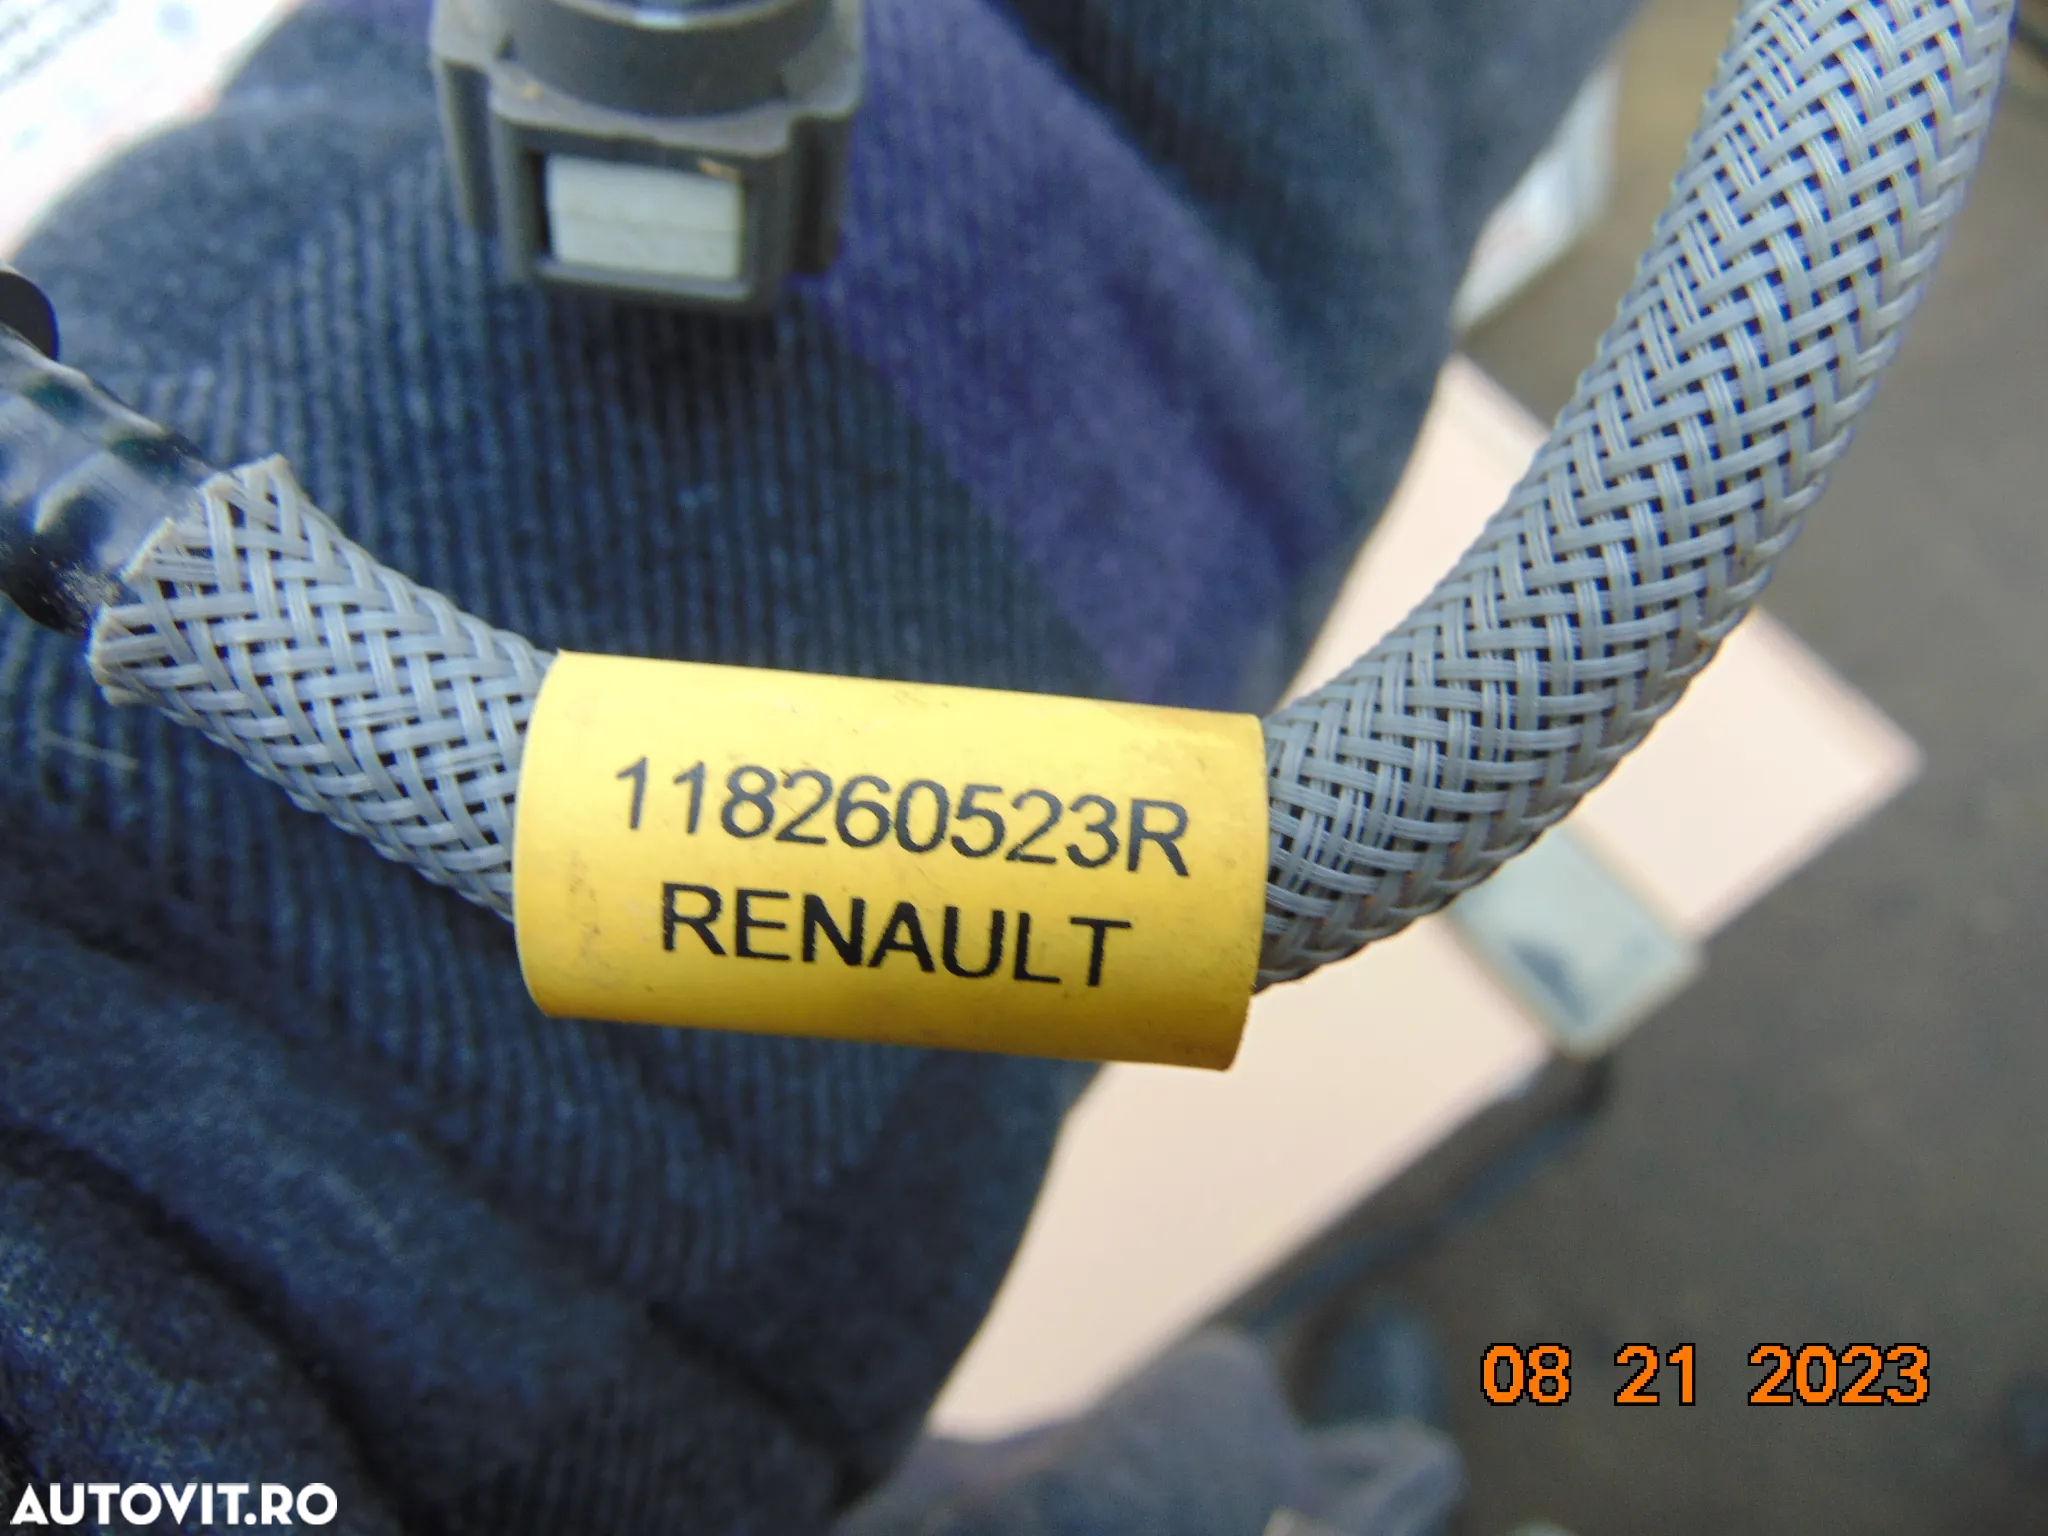 118260523R
RENAULT
08 21 2023
AUTOVIT.RO